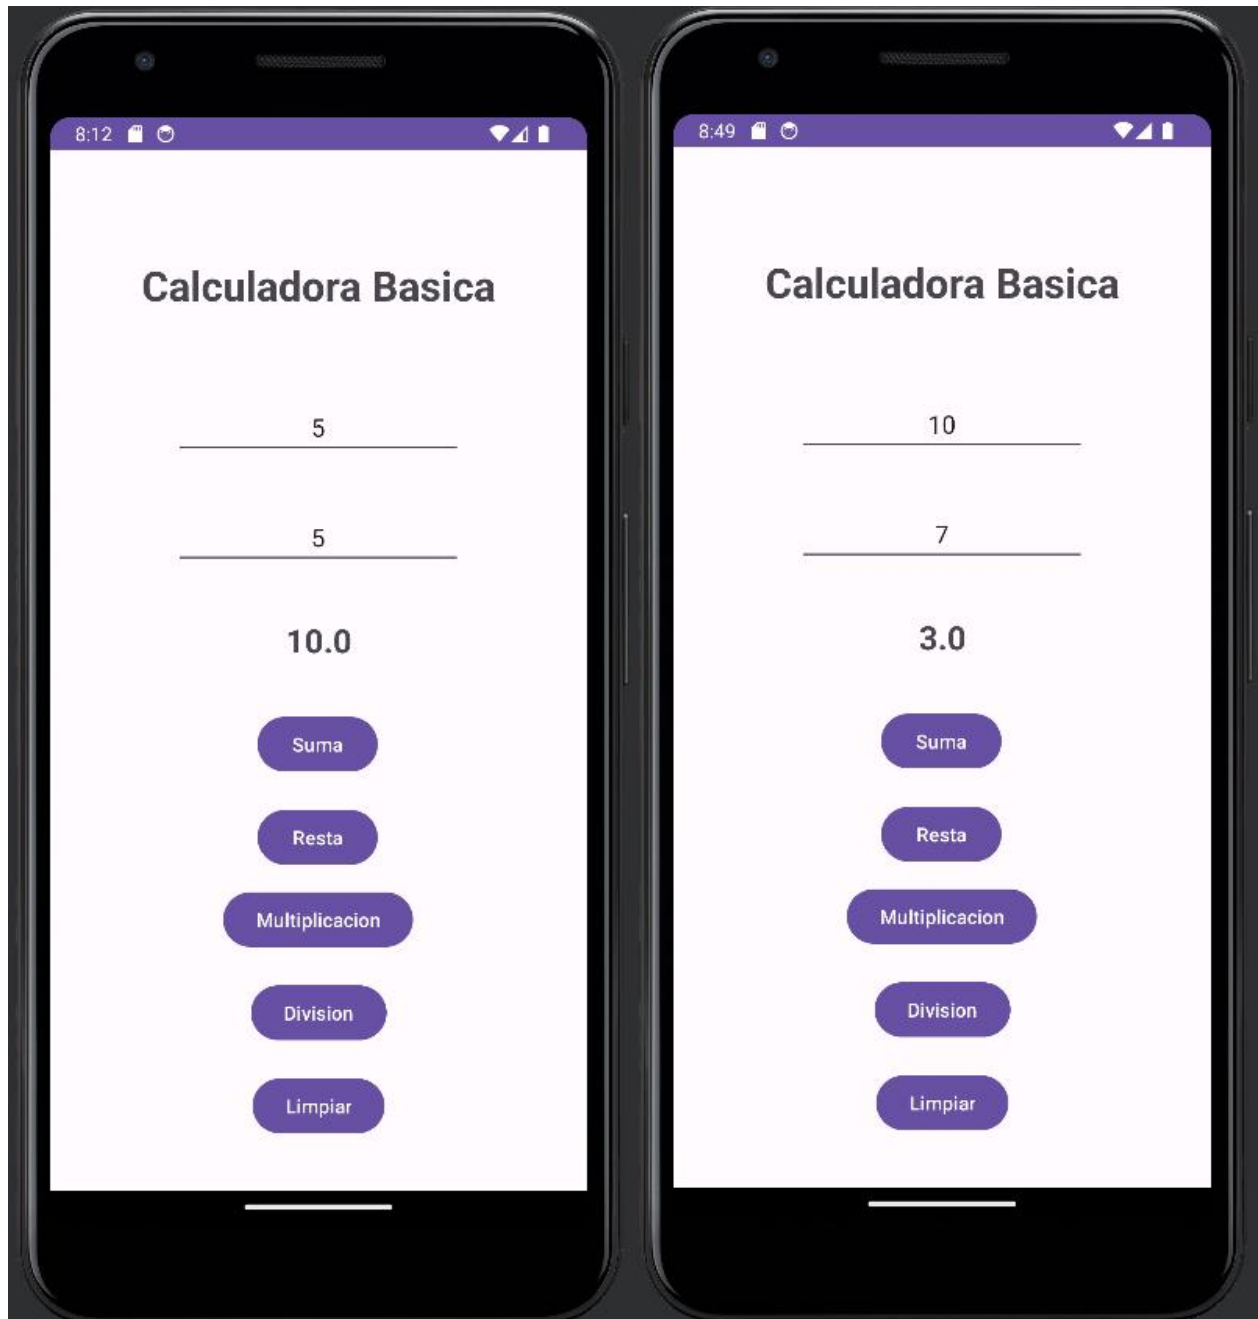 8:12
Calculadora Basica
5
5
10.0
Suma
Resta
Multiplicacion
Division
Limpiar
8:49
Calculadora Basica
10
7
3.0
Suma
Resta
Multiplicacion
Division
Limpiar